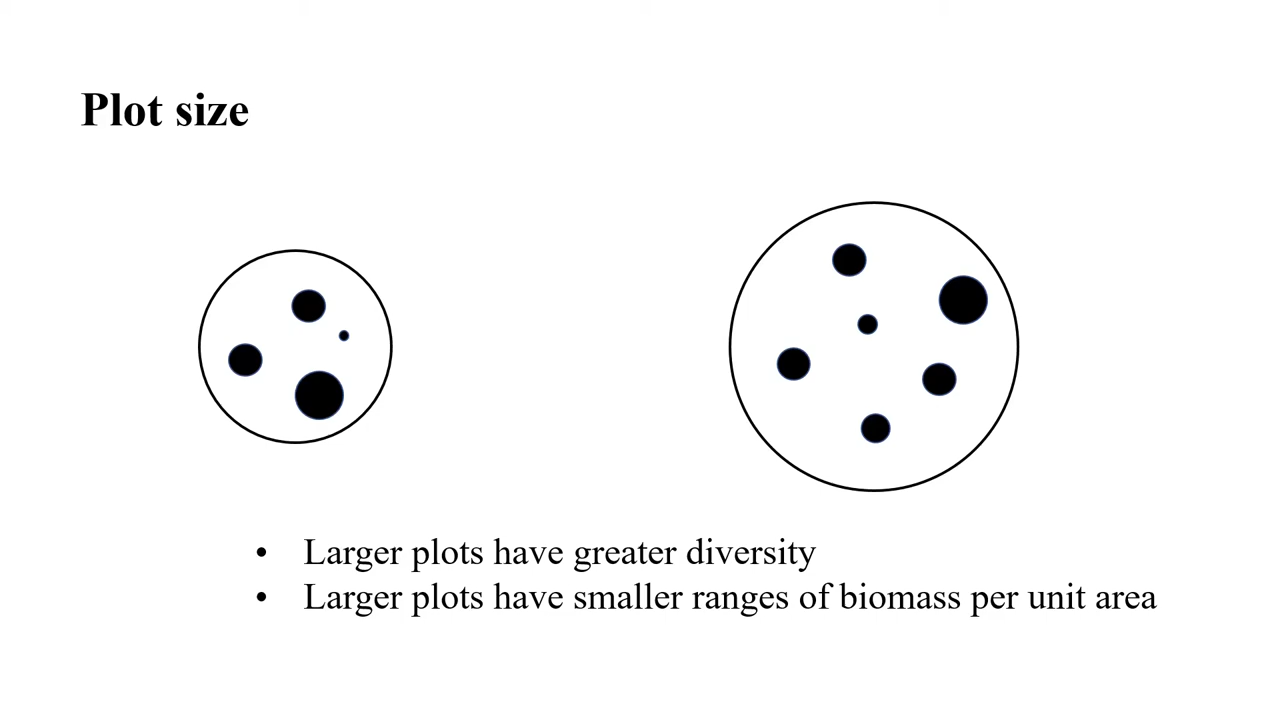 Plot size
• Larger plots have greater diversity
• Larger plots have smaller ranges of biomass per unit area